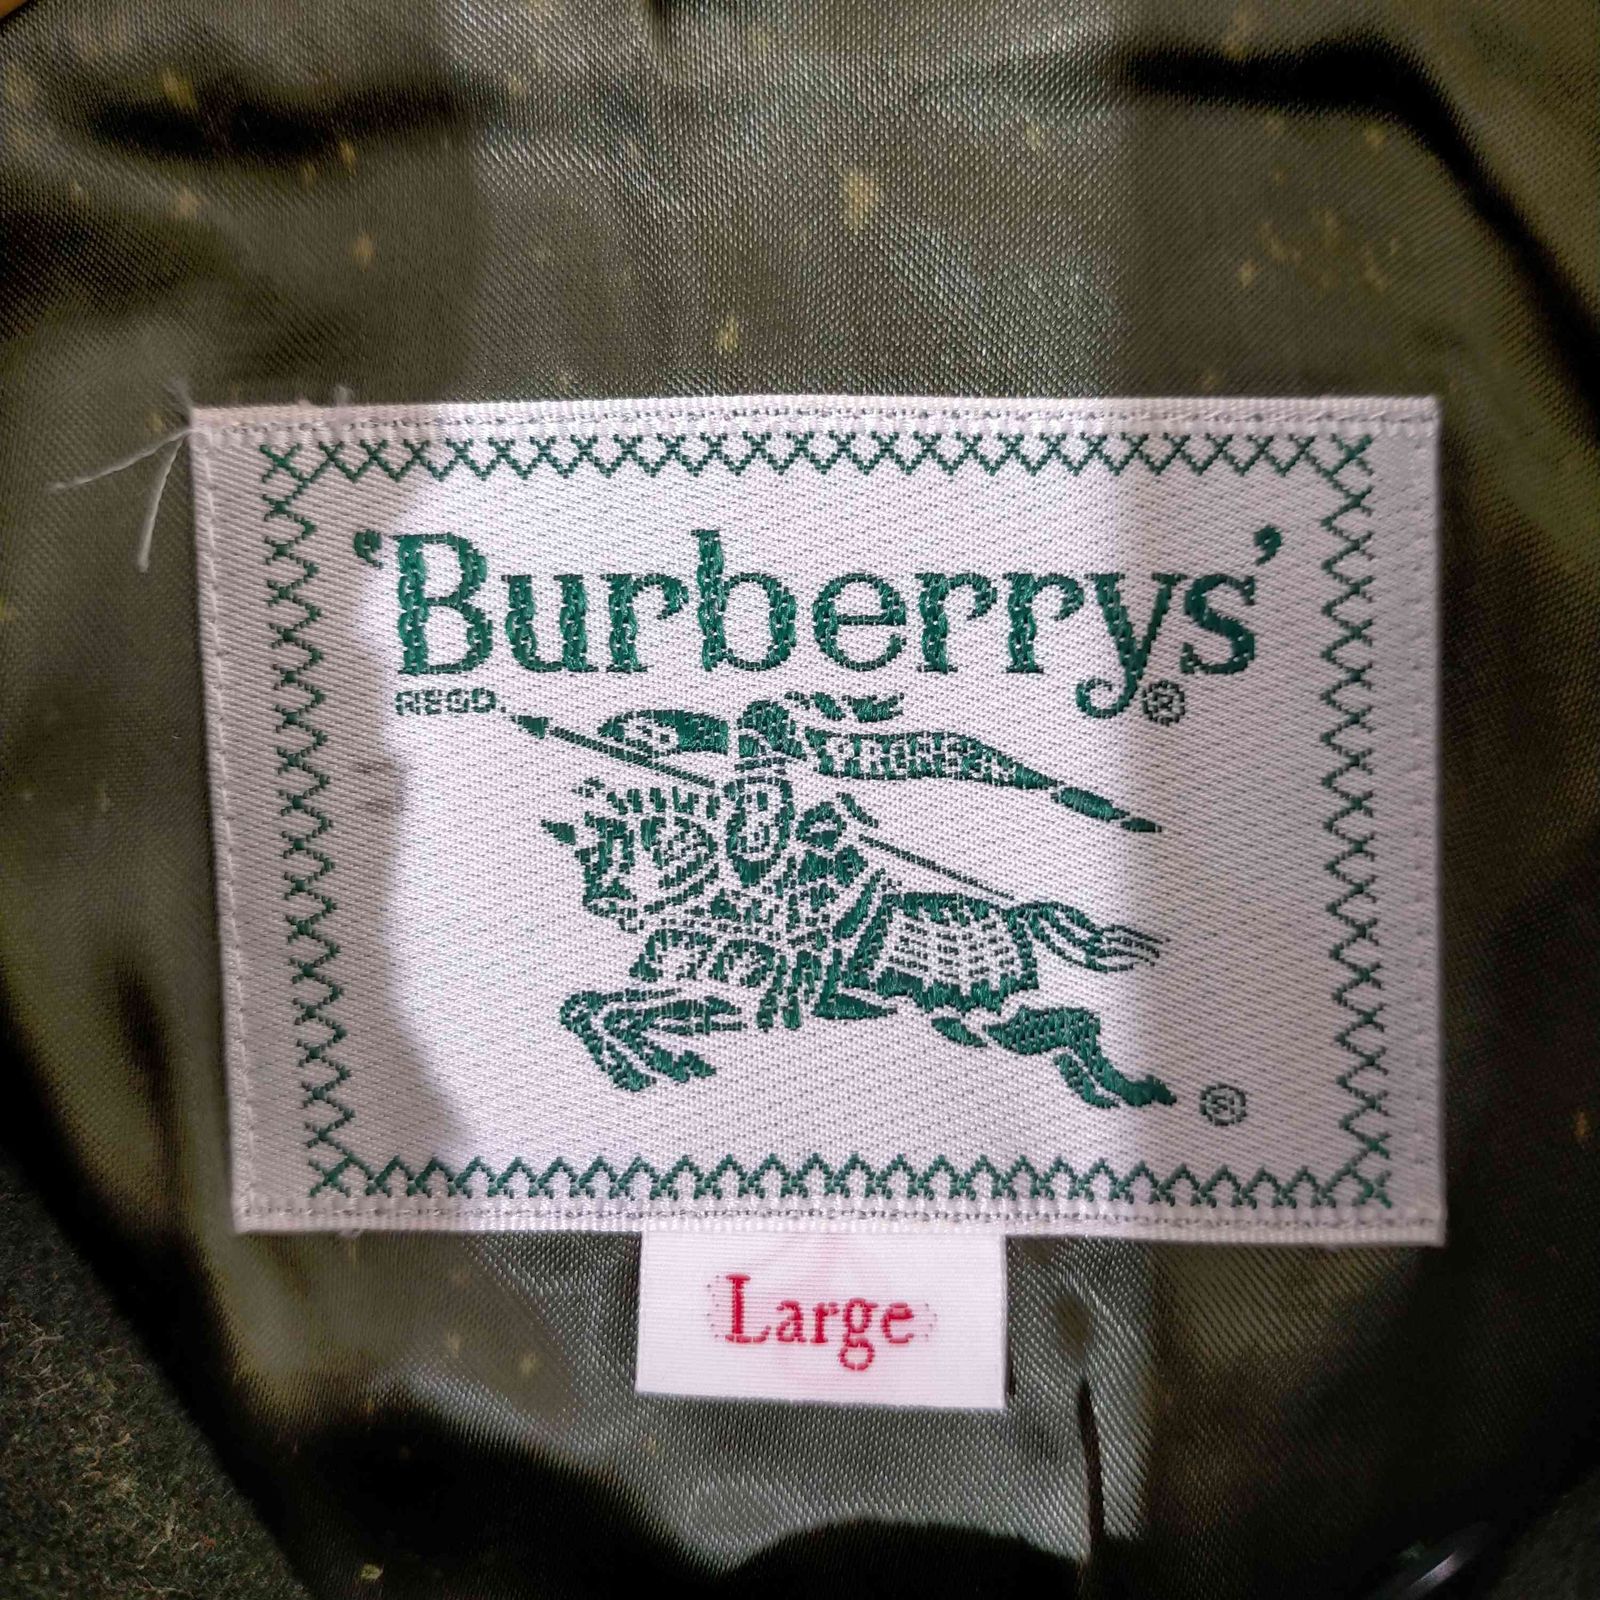 'Burberrys'
REGD. ®
PRORSUM
®
Large